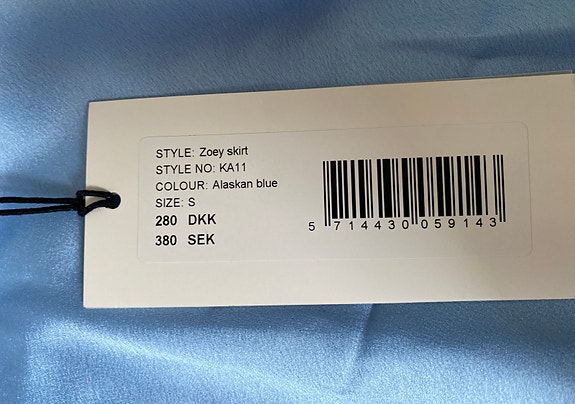 STYLE: Zoey skirt
STYLE NO: KA11
COLOUR: Alaskan blue
SIZE: S
280 DKK
380 SEK
5 714430 059143